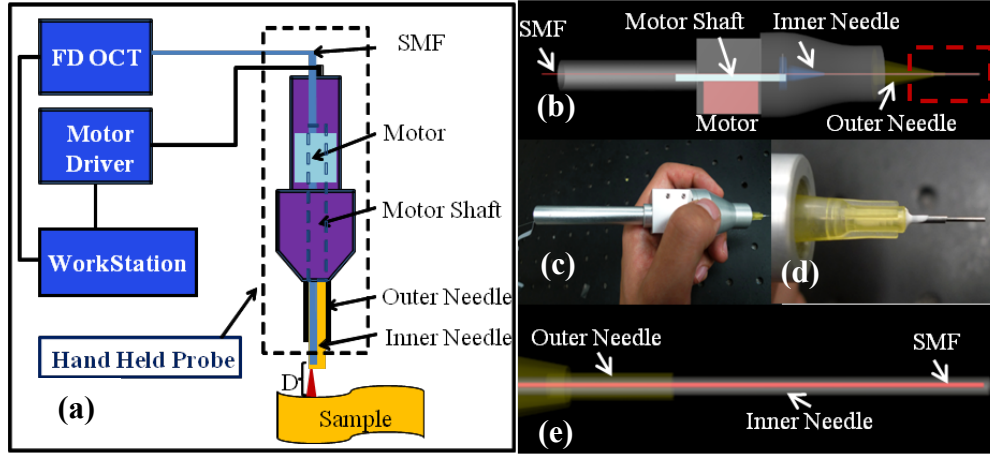 FD OCT
SMF
Motor
Driver
Motor
Motor Shaft
WorkStation
Outer Needle
Inner Needle
Hand Held Probe
D
(a)
Sample
SMF
Motor Shaft
Inner Needle
(b)
Motor
Outer Needle
(c)
(d)
Outer Needle
SMF
Inner Needle
(e)